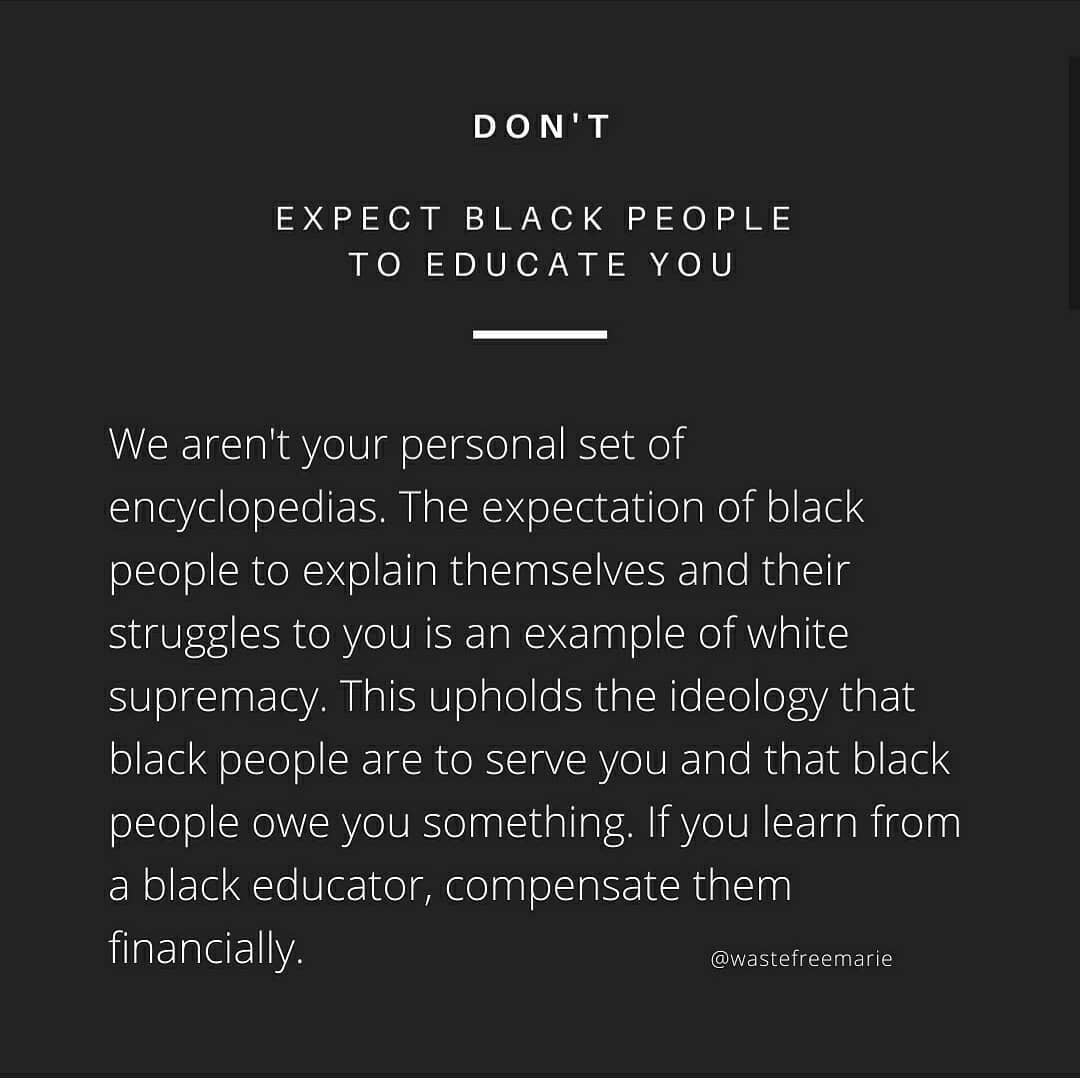 DON'T
EXPECT BLACK PEOPLE
TO EDUCATE YOU
We aren't your personal set of
encyclopedias. The expectation of black
people to explain themselves and their
struggles to you is an example of white
supremacy. This upholds the ideology that
black people are to serve you and that black
people owe you something. If you learn from
a black educator, compensate them
financially.
@wastefreemarie